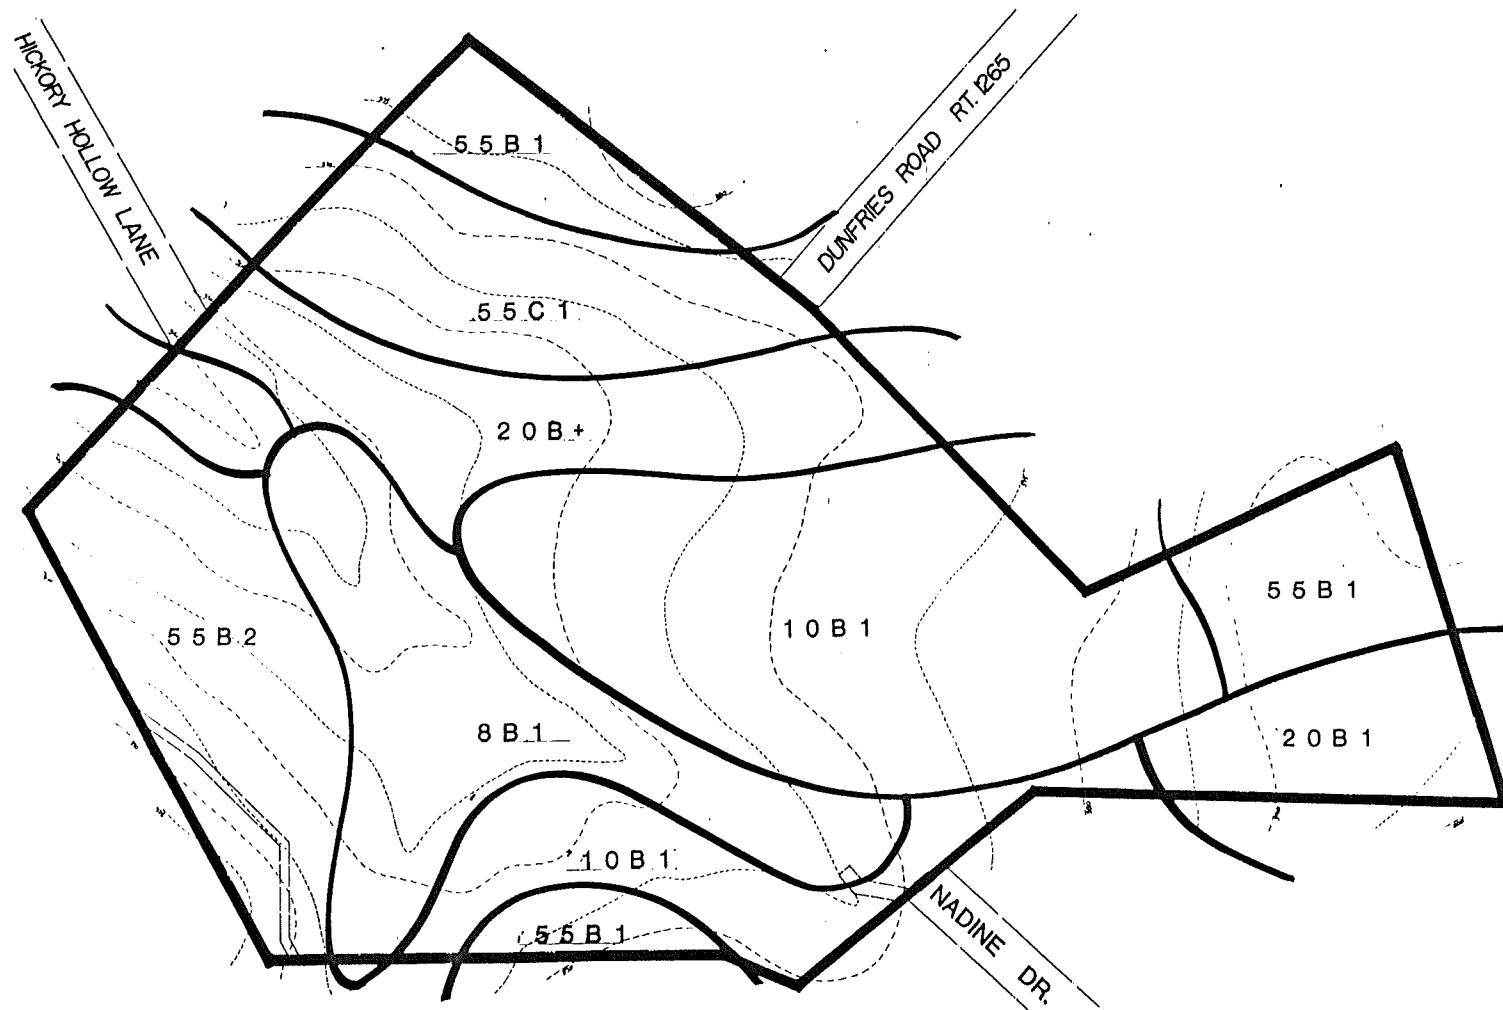 HICKORY HOLLOW LANE
DUNFRIES ROAD RT. 1265
55B1
55C1
20B+
55B1
10B1
55B2
8B1
20B1
10B1
55B1
NADINE DR.